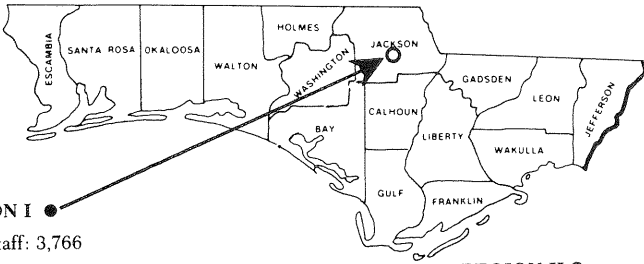 HOLMES
JACKSON
ESCAMBIA
SANTA ROSA
OKALOOSA
WALTON
WASHINGTON
GADSDEN
LEON
JEFFERSON
CALHOUN
BAY
LIBERTY
WAKULLA
GULF
FRANKLIN
ON I
aff: 3,766